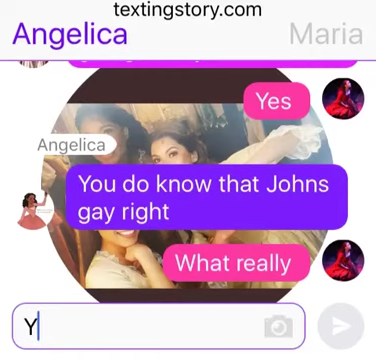 textingstory.com
Angelica Maria
Yes
Angelica
You do know that Johns
gay right
What really
Y